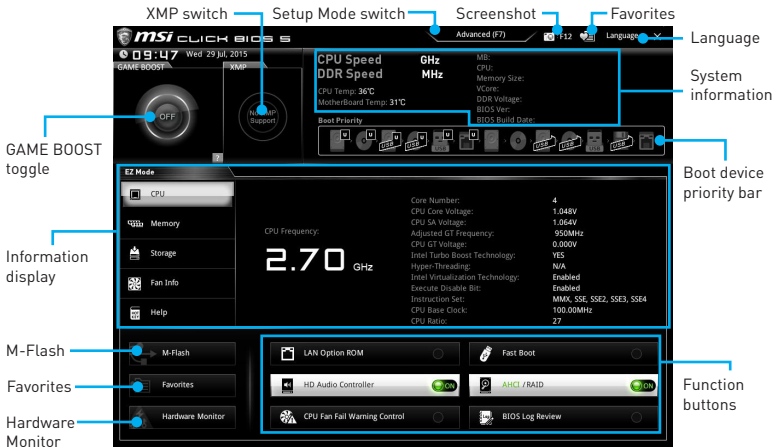 XMP switch
Setup Mode switch
Screenshot
Favorites
msi CLICK BIOS 5
Advanced (F7)
F12
Language
X
Language
09:47 Wed 29 Jul, 2015
GAME BOOST
XMP
CPU Speed GHz
DDR Speed MHz
CPU Temp: 36°C
MotherBoard Temp: 31°C
MB:
CPU:
Memory Size:
VCore:
DDR Voltage:
BIOS Ver:
BIOS Build Date:
System
information
OFF
No XMP
Support
Boot Priority
U U U U U U
USB USB USB USB USB USB
GAME BOOST
toggle
?
Boot device
priority bar
EZ Mode
CPU
Memory
Storage
Fan Info
Help
CPU Frequency:
2.70 GHz
Core Number: 4
CPU Core Voltage: 1.048V
CPU SA Voltage: 1.064V
Adjusted GT Frequency: 950MHz
CPU GT Voltage: 0.000V
Intel Turbo Boost Technology: YES
Hyper-Threading: N/A
Intel Virtualization Technology: Enabled
Execute Disable Bit: Enabled
Instruction Set: MMX, SSE, SSE2, SSE3, SSE4
CPU Base Clock: 100.00MHz
CPU Ratio: 27
Information
display
M-Flash
M-Flash
LAN Option ROM
Fast Boot
Favorites
Favorites
HD Audio Controller ON
AHCI /RAID ON
Function
buttons
Hardware
Monitor
Hardware Monitor
CPU Fan Fail Warning Control
BIOS Log Review